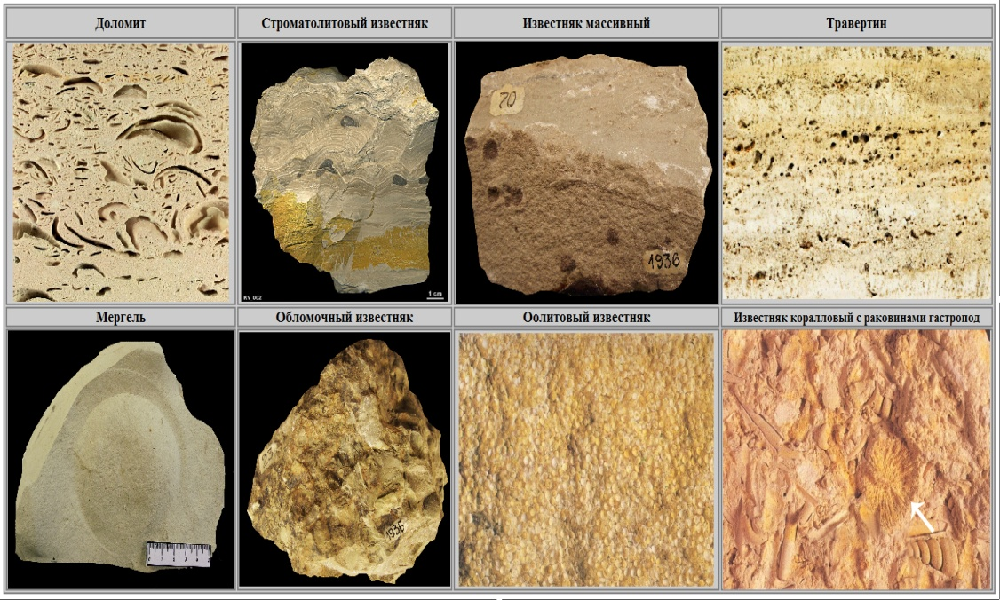 Доломит
Строматолитовый известняк
Известняк массивный
Травертин
70
1936
KV 002
1 cm
Мергель
Обломочный известняк
Оолитовый известняк
Известняк коралловый с раковинами гастропод
1936